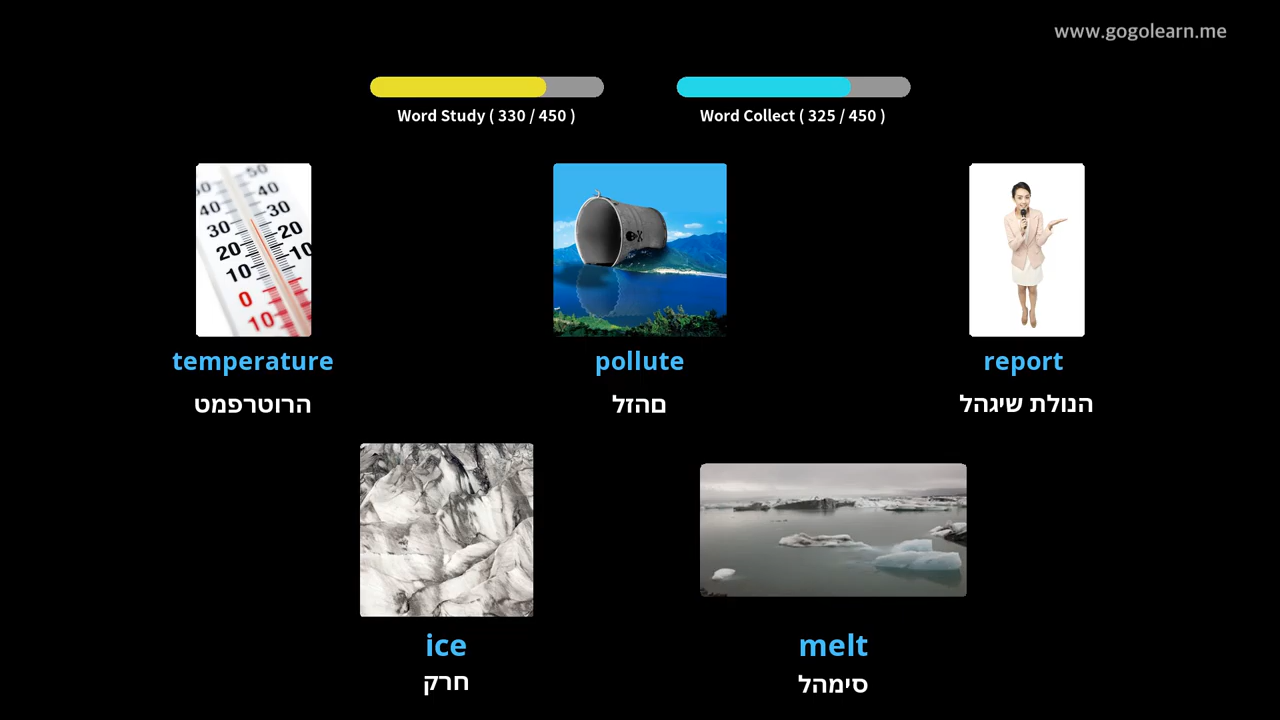 www.gogolearn.me
Word Study ( 330 / 450 )
Word Collect ( 325 / 450 )
temperature
הרוטרפמט
pollute
םהזל
report
הנולת שיגהל
ice
חרק
melt
סימהל